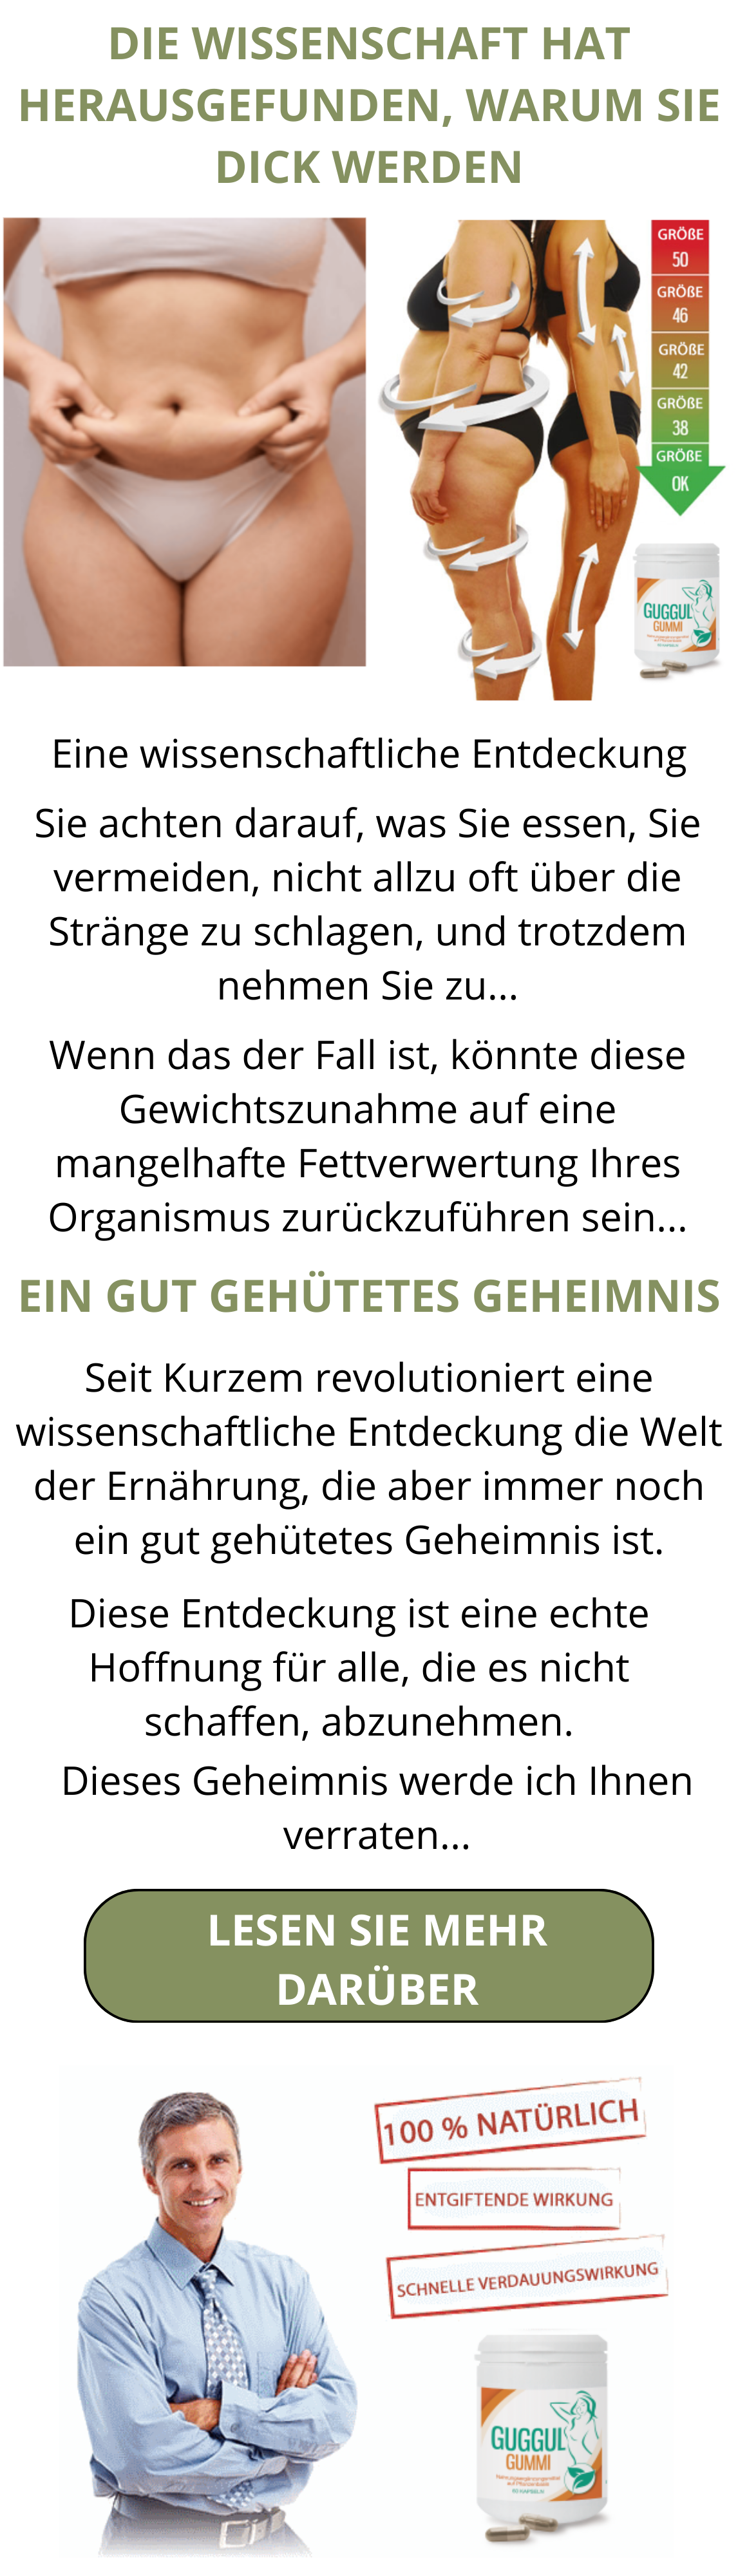 DIE WISSENSCHAFT HAT
HERAUSGEFUNDEN, WARUM SIE
DICK WERDEN
GRÖßE
50
GRÖßE
46
GRÖßE
42
GRÖßE
38
GRÖßE
OK
GUGGUL
GUMMI
Eine wissenschaftliche Entdeckung
Sie achten darauf, was Sie essen, Sie
vermeiden, nicht allzu oft über die
Stränge zu schlagen, und trotzdem
nehmen Sie zu...
Wenn das der Fall ist, könnte diese
Gewichtszunahme auf eine
mangelhafte Fettverwertung Ihres
Organismus zurückzuführen sein...
EIN GUT GEHÜTETES GEHEIMNIS
Seit Kurzem revolutioniert eine
wissenschaftliche Entdeckung die Welt
der Ernährung, die aber immer noch
ein gut gehütetes Geheimnis ist.
Diese Entdeckung ist eine echte
Hoffnung für alle, die es nicht
schaffen, abzunehmen.
Dieses Geheimnis werde ich Ihnen
verraten...
LESEN SIE MEHR
DARÜBER
100 % NATÜRLICH
ENTGIFTENDE WIRKUNG
SCHNELLE VERDAUUNGSWIRKUNG
GUGGUL
GUMMI
Nahrungsergänzungsmittel
auf Pflanzenbasis
60 KAPSELN